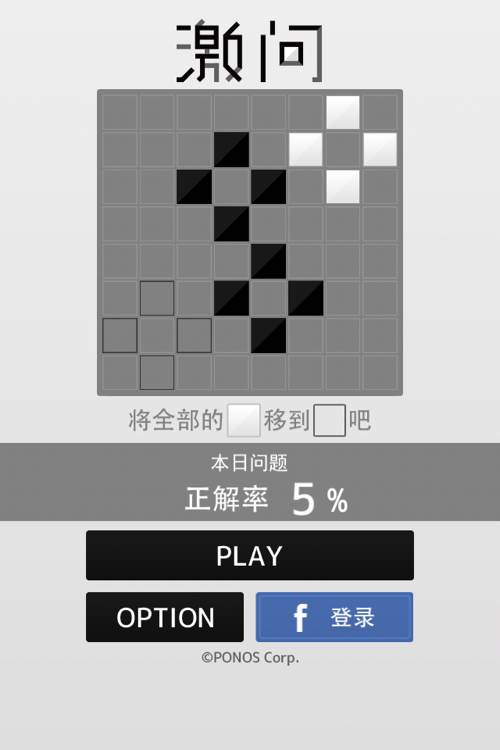 激问
将全部的 移到 吧
本日问题
正解率 5 %
PLAY
OPTION
f 登录
©PONOS Corp.